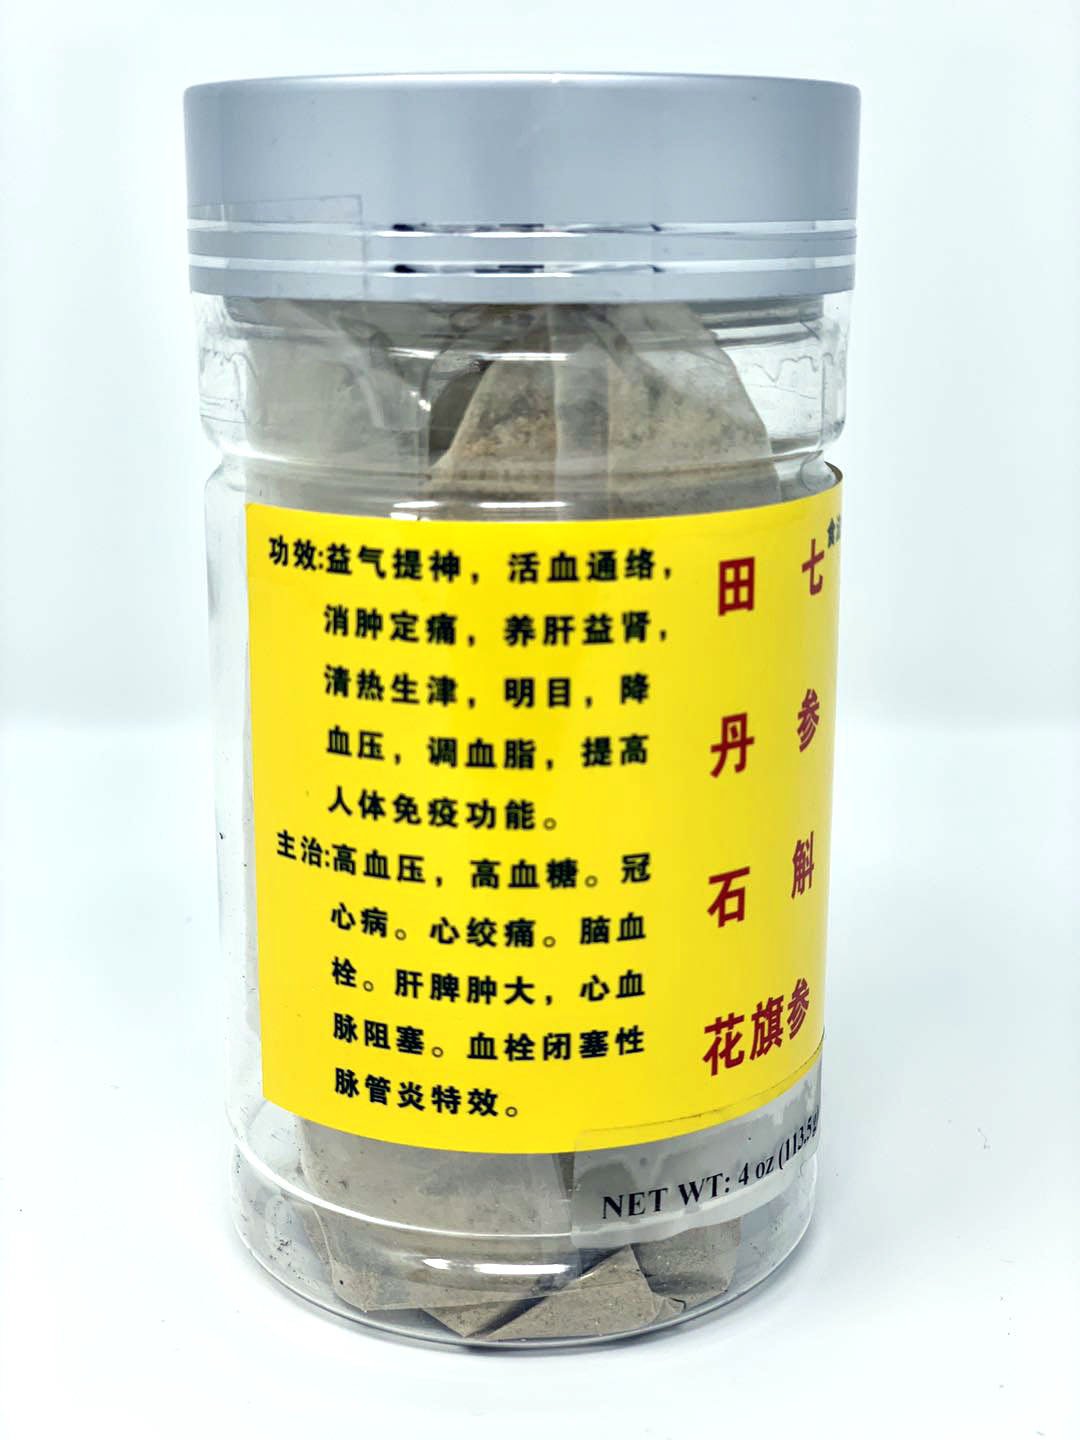 功效:益气提神，活血通络，
消肿定痛，养肝益肾，
清热生津，明目，降
血压，调血脂，提高
人体免疫功能。
主治:高血压，高血糖。冠
心病。心绞痛。脑血
栓。肝脾肿大，心血
脉阻塞。血栓闭塞性
脉管炎特效。
田七
丹参
石斛
花旗参
NET WT: 4 oz (113.5g